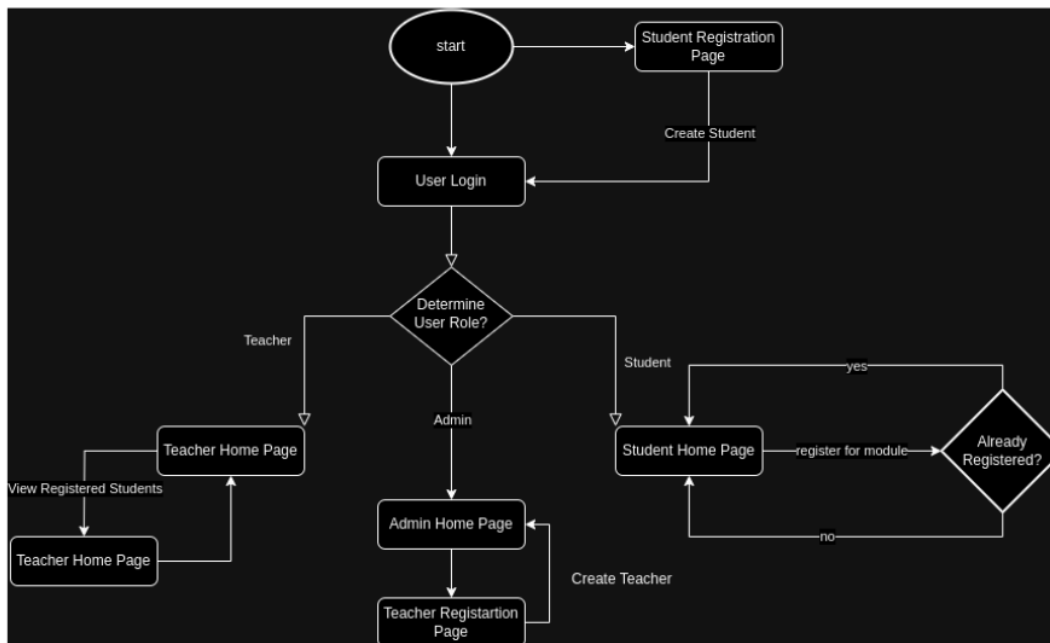 start
Student Registration
Page
Create Student
User Login
Determine
User Role?
Teacher
Student
Admin
yes
Teacher Home Page
Student Home Page
register for module
Already
Registered?
View Registered Students
Admin Home Page
no
Teacher Home Page
Create Teacher
Teacher Registartion
Page